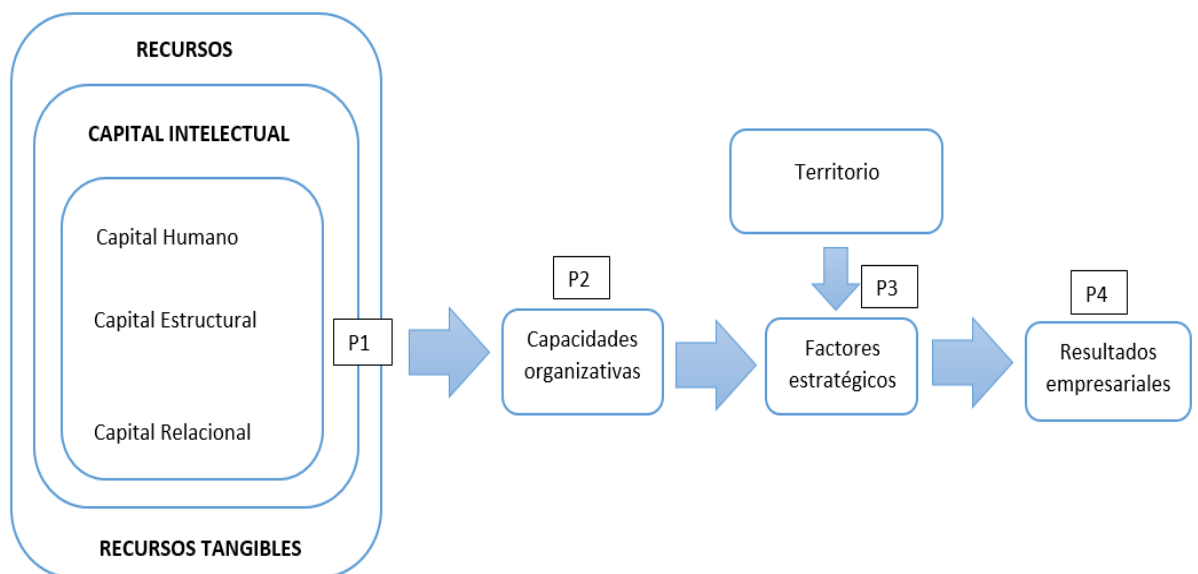 RECURSOS
CAPITAL INTELECTUAL
Capital Humano
Capital Estructural
Capital Relacional
RECURSOS TANGIBLES
P1
P2
Capacidades
organizativas
Territorio
P3
Factores
estratégicos
P4
Resultados
empresariales